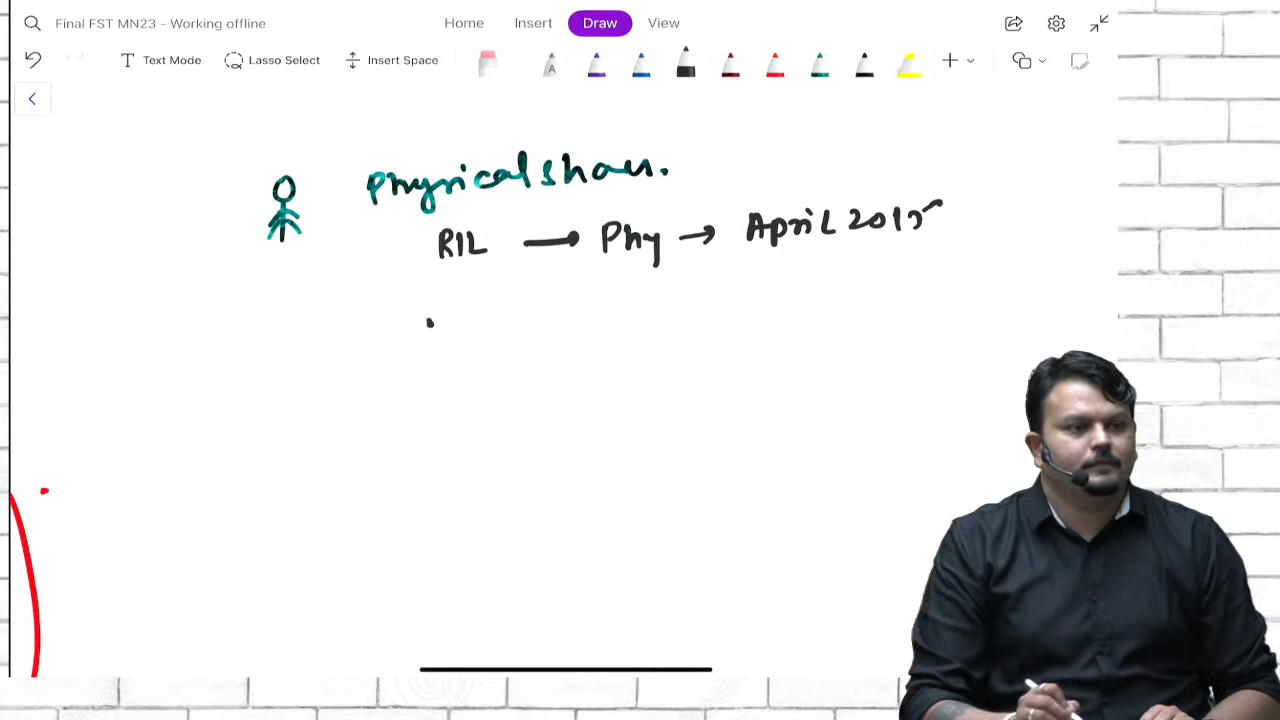 Final FST MN23 - Working offline
Home Insert Draw View
Text Mode Lasso Select Insert Space
A
Physical shares.
RIL → Phy → April 2015